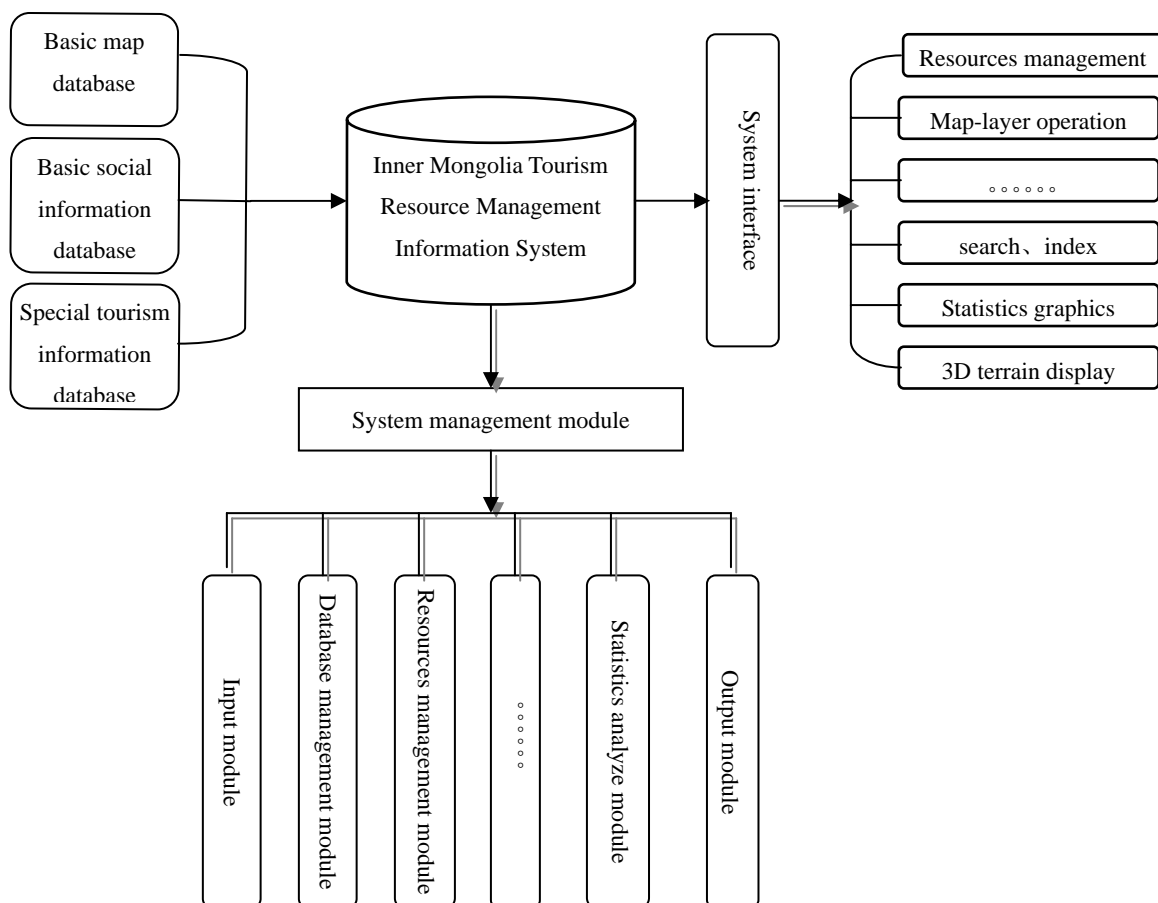 Basic map
database
Basic social
information
database
Special tourism
information
database
Inner Mongolia Tourism
Resource Management
Information System
System interface
Resources management
Map-layer operation
。。。。。。
search、index
Statistics graphics
3D terrain display
System management module
Input module
Database management module
Resources management module
。。。。。。
Statistics analyze module
Output module